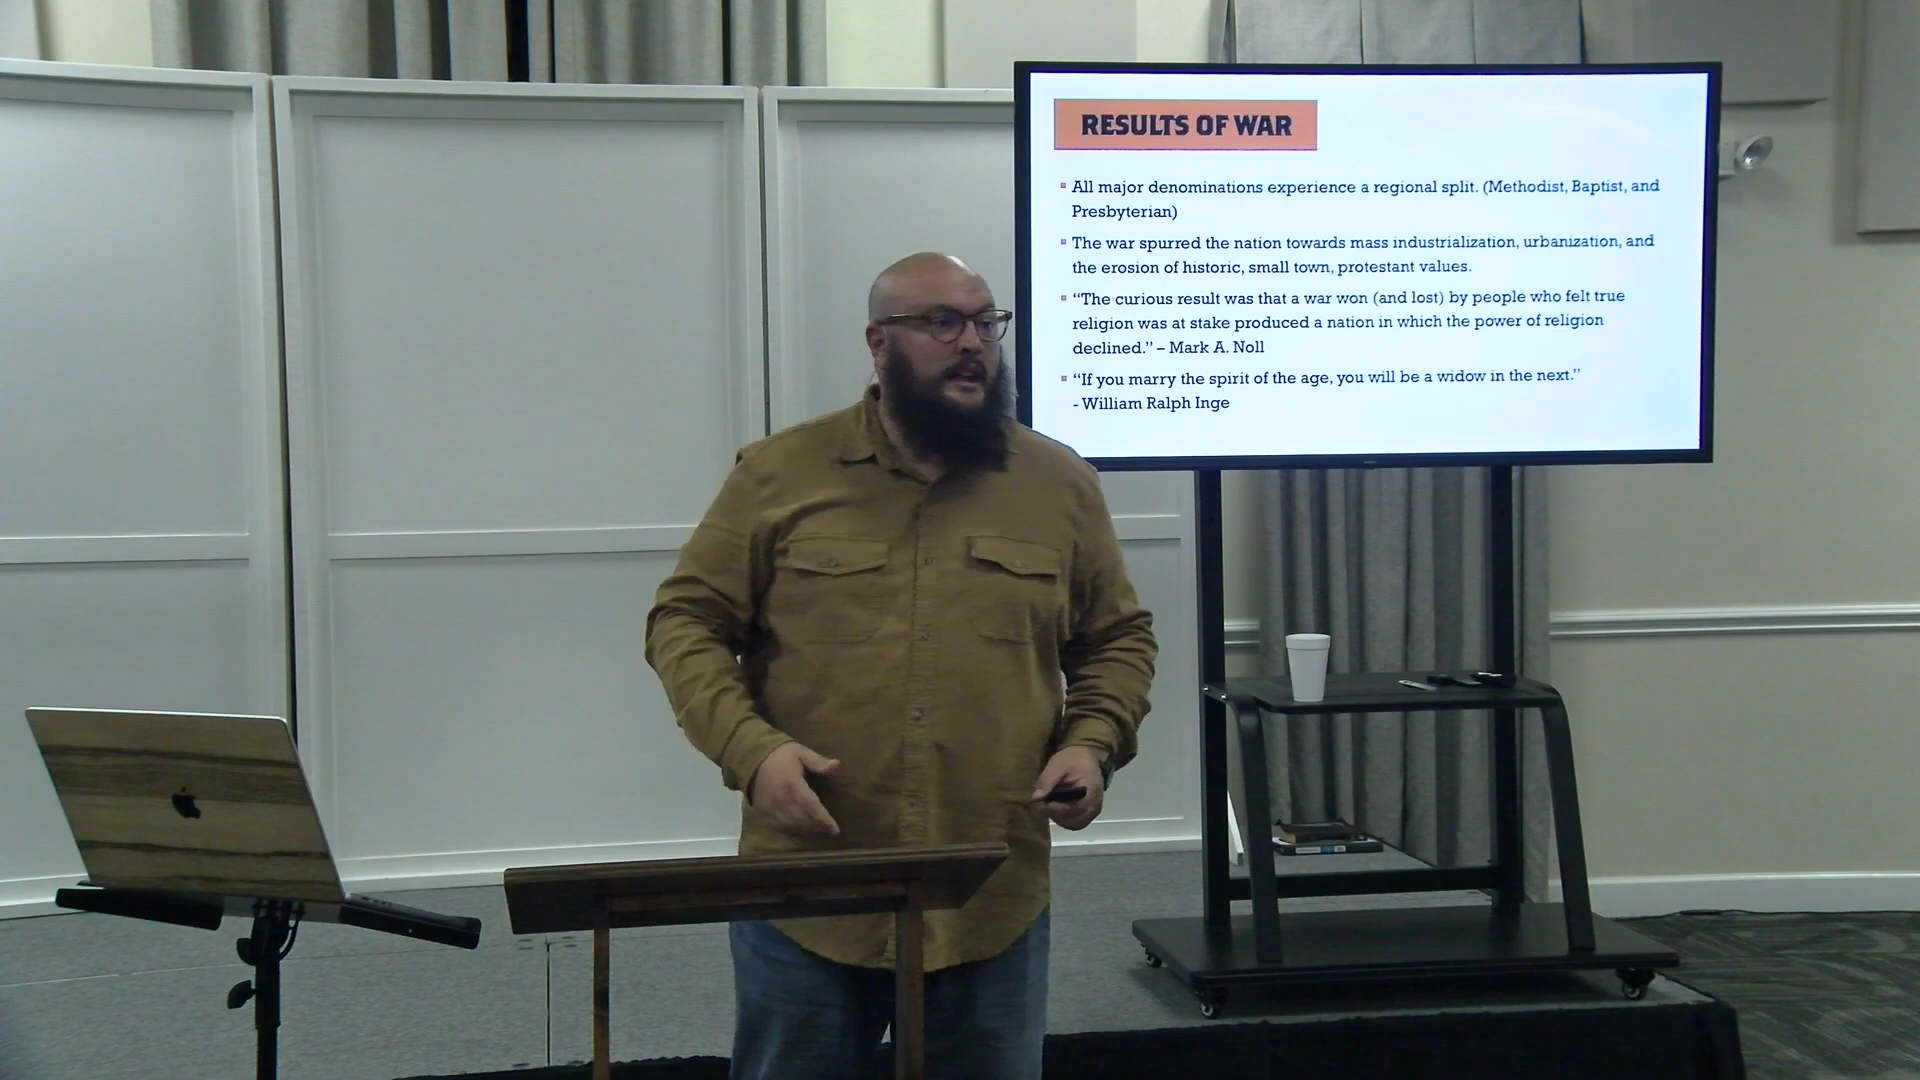 RESULTS OF WAR
▪ All major denominations experience a regional split. (Methodist, Baptist, and
Presbyterian)
▪ The war spurred the nation towards mass industrialization, urbanization, and
the erosion of historic, small town, protestant values.
▪ “The curious result was that a war won (and lost) by people who felt true
religion was at stake produced a nation in which the power of religion
declined.” – Mark A. Noll
▪ “If you marry the spirit of the age, you will be a widow in the next.”
- William Ralph Inge